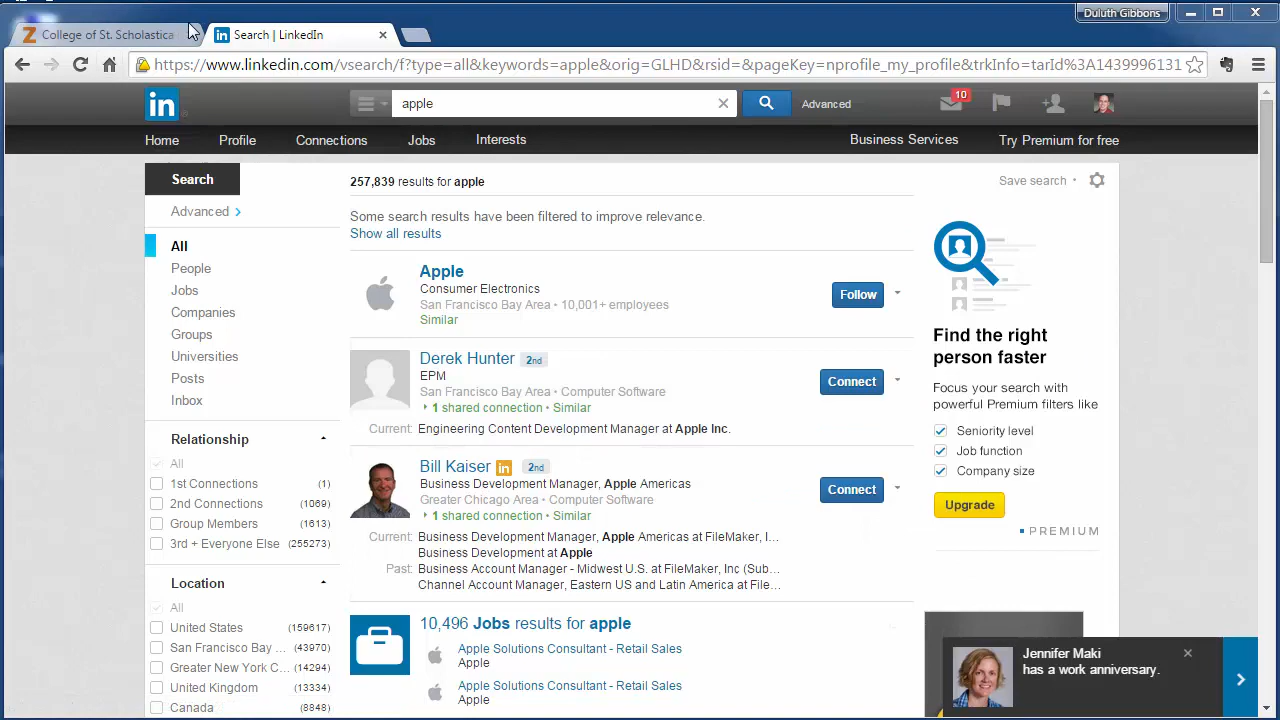 Duluth Gibbons
College of St. Scholastica
Search | LinkedIn
https://www.linkedin.com/vsearch/f?type=all&keywords=apple&orig=GLHD&rsid=&pageKey=nprofile_my_profile&trkInfo=tarId%3A1439996131
in
apple
Advanced
10
Home
Profile
Connections
Jobs
Interests
Business Services
Try Premium for free
Search
Advanced
All
People
Jobs
Companies
Groups
Universities
Posts
Inbox
Relationship
All
1st Connections (1)
2nd Connections (1069)
Group Members (1613)
3rd + Everyone Else (255273)
Location
All
United States (159617)
San Francisco Bay ... (43970)
Greater New York C... (14294)
United Kingdom (13334)
Canada (8848)
257,839 results for apple
Save search
Some search results have been filtered to improve relevance.
Show all results
Apple
Consumer Electronics
San Francisco Bay Area • 10,001+ employees
Similar
Follow
Derek Hunter 2nd
EPM
San Francisco Bay Area • Computer Software
1 shared connection • Similar
Current: Engineering Content Development Manager at Apple Inc.
Connect
Bill Kaiser in 2nd
Business Development Manager, Apple Americas
Greater Chicago Area • Computer Software
1 shared connection • Similar
Current: Business Development Manager, Apple Americas at FileMaker, I...
Business Development at Apple
Past: Business Account Manager - Midwest U.S. at FileMaker, Inc (Sub...
Channel Account Manager, Eastern US and Latin America at File...
Connect
10,496 Jobs results for apple
Apple Solutions Consultant - Retail Sales
Apple
Apple Solutions Consultant - Retail Sales
Apple
Find the right
person faster
Focus your search with
powerful Premium filters like
Seniority level
Job function
Company size
Upgrade
PREMIUM
Jennifer Maki
has a work anniversary.